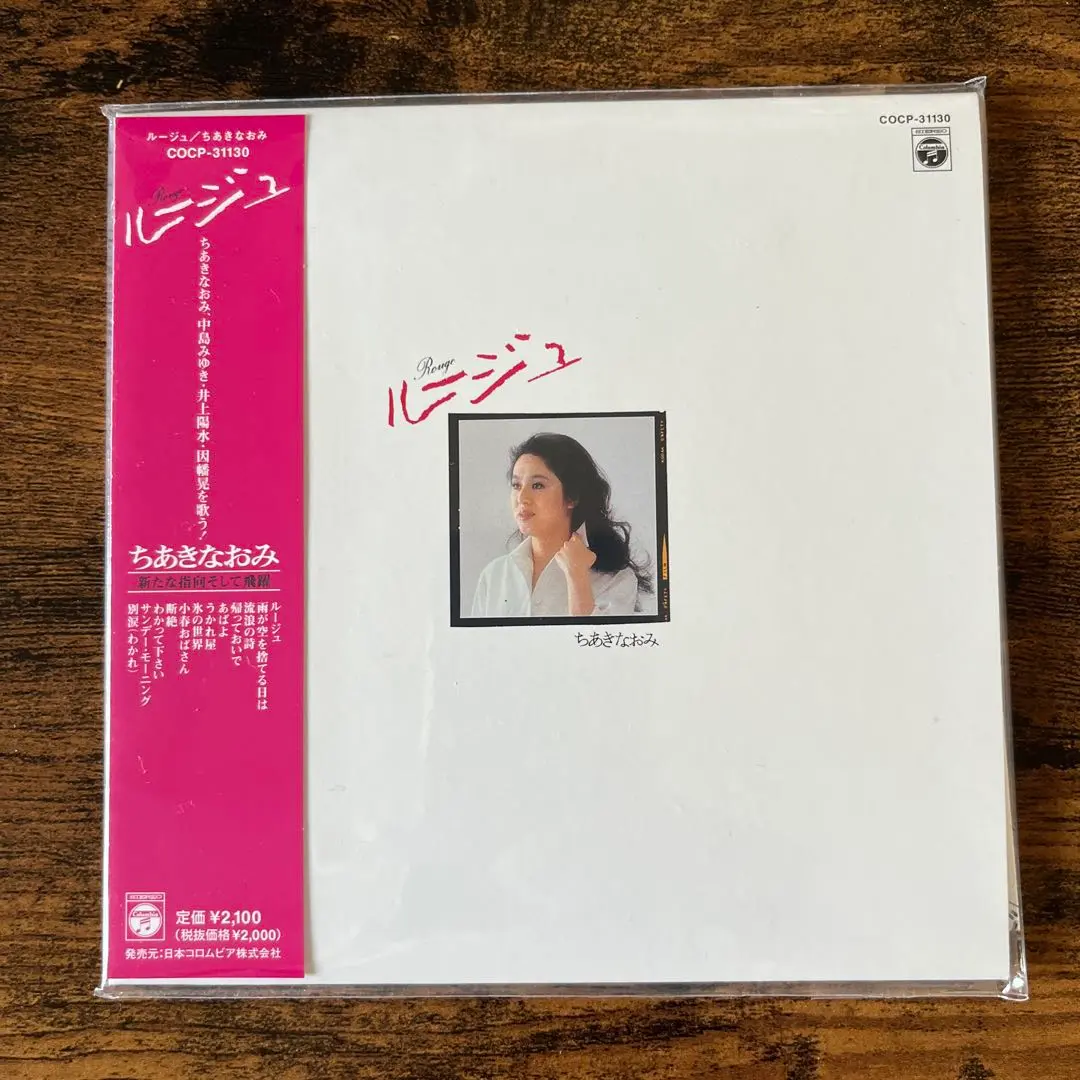 ルージュ/ちあきなおみ
COCP-31130
Rouge
ルージュ
ちあきなおみ、中島みゆき・井上陽水・因幡晃を歌う!
ちあきなおみ
新たな指向そして飛躍
ルージュ
雨が空を捨てる日は
流浪の詩
帰っておいで
あばよ
うかれ屋
氷の世界
小春おばさん
断絶
わかって下さい
サンデー・モーニング
別涙(わかれ)
STEREO
Columbia
定価 ¥2,100
(税抜価格¥2,000)
発売元:日本コロムビア株式会社
COCP-31130
STEREO
Columbia
Rouge
ルージュ
ちあきなおみ